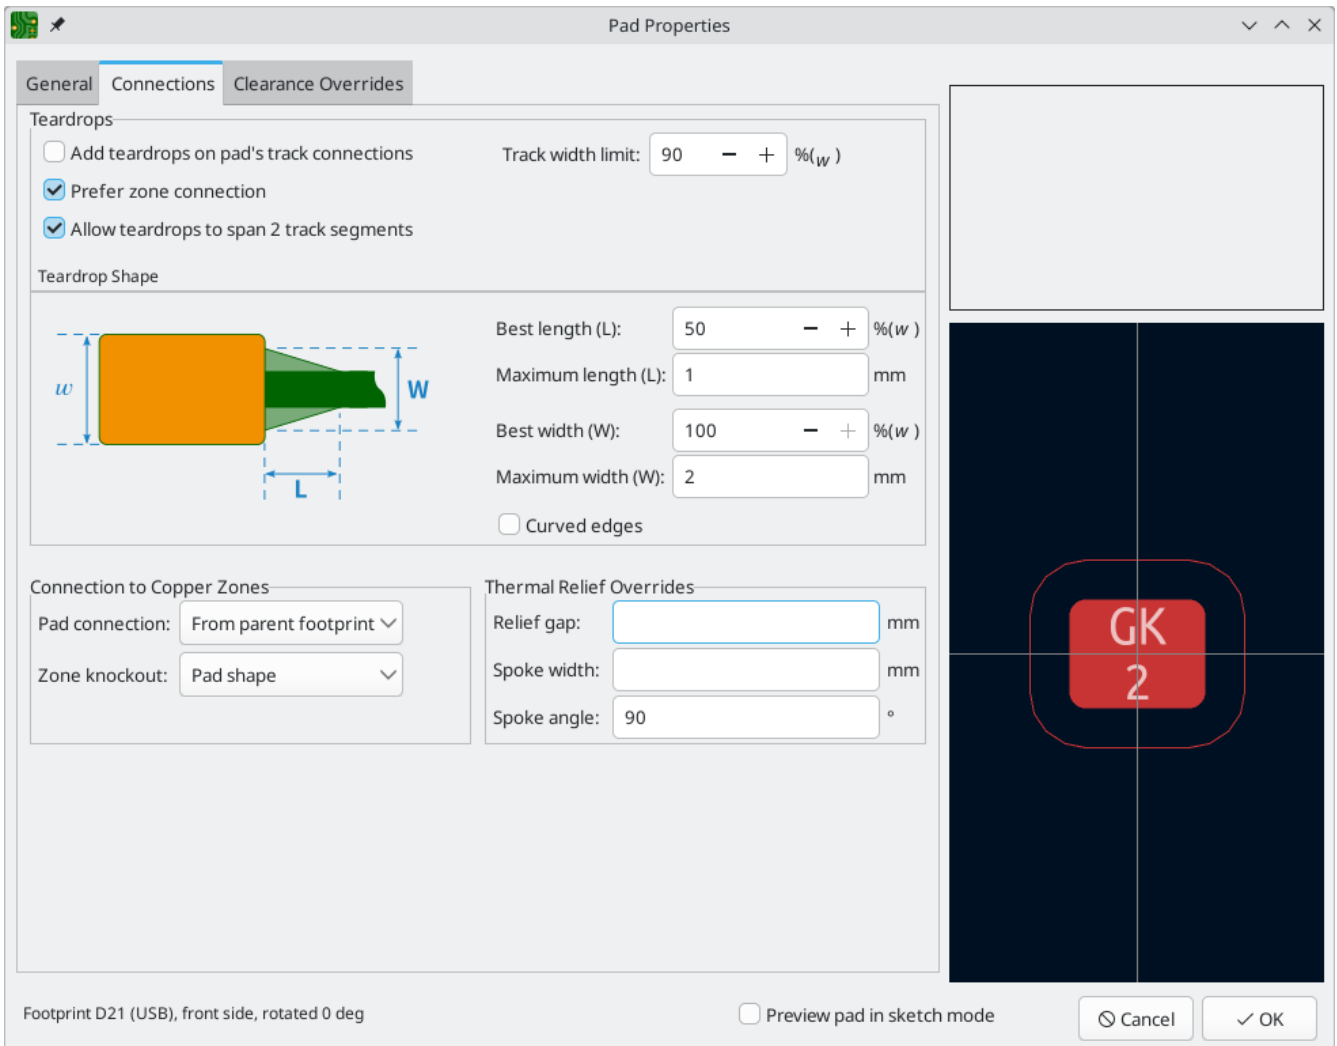 Pad Properties
General Connections Clearance Overrides
Teardrops
Add teardrops on pad's track connections
Track width limit: 90 %(w )
Prefer zone connection
Allow teardrops to span 2 track segments
Teardrop Shape
w W L
Best length (L): 50 %(w )
Maximum length (L): 1 mm
Best width (W): 100 %(w )
Maximum width (W): 2 mm
Curved edges
Connection to Copper Zones
Pad connection: From parent footprint
Zone knockout: Pad shape
Thermal Relief Overrides
Relief gap: mm
Spoke width: mm
Spoke angle: 90 °
GK
2
Footprint D21 (USB), front side, rotated 0 deg
Preview pad in sketch mode
Cancel
OK